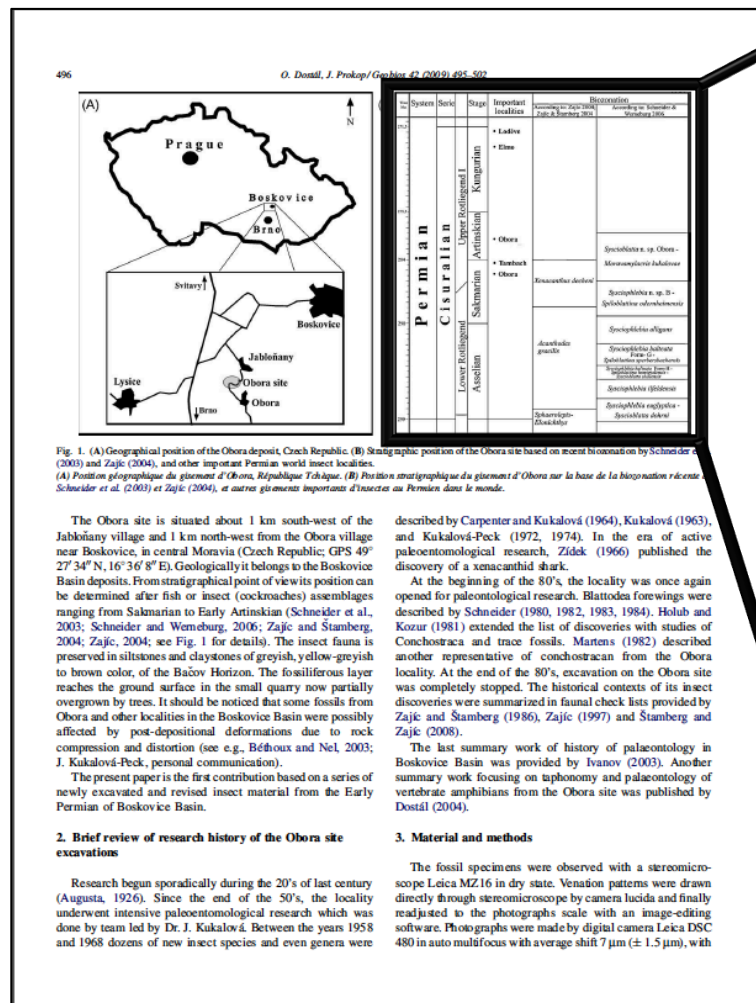 496
O. Dostál, J. Prokop / Geobios 42 (2009) 495–502
(A)
N
Prague
Boskovice
Brno
Svitavy
Boskovice
Jabloňany
Lysice
Obora site
Obora
Brno
System
Serie
Stage
Important
localities
Biozonation
According to: Zajíc 2000,
Zajíc & Štamberg 2004
According to: Schneider &
Werneburg 2006
Permian
Cisuralian
Upper Rotliegend I
Lower Rotliegend
Kungurian
Artinskian
Sakmarian
Asselian
• Lodève
• Elmo
• Obora
• Tambach
• Obora
Xenacanthus decheni
Acanthodes
gracilis
Sphaerolepis-
Elonichthys
Syscioblatta n. sp. Obora -
Moravamylacris kukalovae
Sysciophlebia n. sp. B -
Spiloblattina odernheimensis
Sysciophlebia alligans
Sysciophlebia balteata
Form- G -
Spiloblattina sperbersbachensis
Sysciophlebia ilfeldensis
Sysciophlebia euglyptica -
Syscioblatta dohrni
Fig. 1. (A) Geographical position of the Obora deposit, Czech Republic. (B) Stratigraphic position of the Obora site based on recent biozonation by Schneider e
(2003) and Zajíc (2004), and other important Permian world insect localities.
(A) Position géographique du gisement d'Obora, République Tchèque. (B) Position stratigraphique du gisement d'Obora sur la base de la biozonation récente
Schneider et al. (2003) et Zajíc (2004), et autres gisements importants d'insectes au Permien dans le monde.
The Obora site is situated about 1 km south-west of the
Jabloňany village and 1 km north-west from the Obora village
near Boskovice, in central Moravia (Czech Republic; GPS 49°
27′ 34″ N, 16° 36′ 8″ E). Geologically it belongs to the Boskovice
Basin deposits. From stratigraphical point of view its position can
be determined after fish or insect (cockroaches) assemblages
ranging from Sakmarian to Early Artinskian (Schneider et al.,
2003; Schneider and Werneburg, 2006; Zajíc and Štamberg,
2004; Zajíc, 2004; see Fig. 1 for details). The insect fauna is
preserved in siltstones and claystones of greyish, yellow-greyish
to brown color, of the Bačov Horizon. The fossiliferous layer
reaches the ground surface in the small quarry now partially
overgrown by trees. It should be noticed that some fossils from
Obora and other localities in the Boskovice Basin were possibly
affected by post-depositional deformations due to rock
compression and distortion (see e.g., Béthoux and Nel, 2003;
J. Kukalová-Peck, personal communication).
The present paper is the first contribution based on a series of
newly excavated and revised insect material from the Early
Permian of Boskovice Basin.
2. Brief review of research history of the Obora site
excavations
Research begun sporadically during the 20's of last century
(Augusta, 1926). Since the end of the 50's, the locality
underwent intensive paleoentomological research which was
done by team led by Dr. J. Kukalová. Between the years 1958
and 1968 dozens of new insect species and even genera were
described by Carpenter and Kukalová (1964), Kukalová (1963),
and Kukalová-Peck (1972, 1974). In the era of active
paleoentomological research, Zídek (1966) published the
discovery of a xenacanthid shark.
At the beginning of the 80's, the locality was once again
opened for paleontological research. Blattodea forewings were
described by Schneider (1980, 1982, 1983, 1984). Holub and
Kozur (1981) extended the list of discoveries with studies of
Conchostraca and trace fossils. Martens (1982) described
another representative of conchostracan from the Obora
locality. At the end of the 80's, excavation on the Obora site
was completely stopped. The historical contexts of its insect
discoveries were summarized in faunal check lists provided by
Zajíc and Štamberg (1986), Zajíc (1997) and Štamberg and
Zajíc (2008).
The last summary work of history of palaeontology in
Boskovice Basin was provided by Ivanov (2003). Another
summary work focusing on taphonomy and palaeontology of
vertebrate amphibians from the Obora site was published by
Dostál (2004).
3. Material and methods
The fossil specimens were observed with a stereomicro-
scope Leica MZ16 in dry state. Venation patterns were drawn
directly through stereomicroscope by camera lucida and finally
readjusted to the photographs scale with an image-editing
software. Photographs were made by digital camera Leica DSC
480 in auto multifocus with average shift 7 μm (± 1.5 μm), with